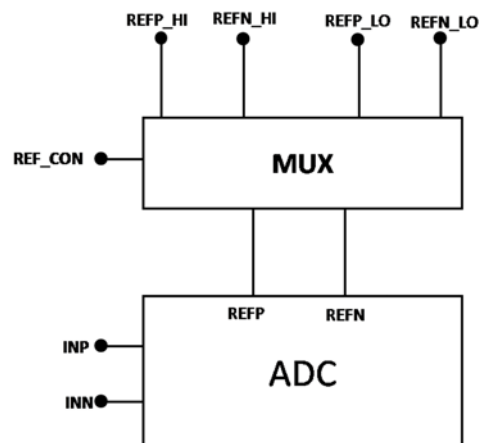 REFP_HI REFN_HI REFP_LO REFN_LO
REF_CON MUX
REFP REFN
INP
ADC
INN